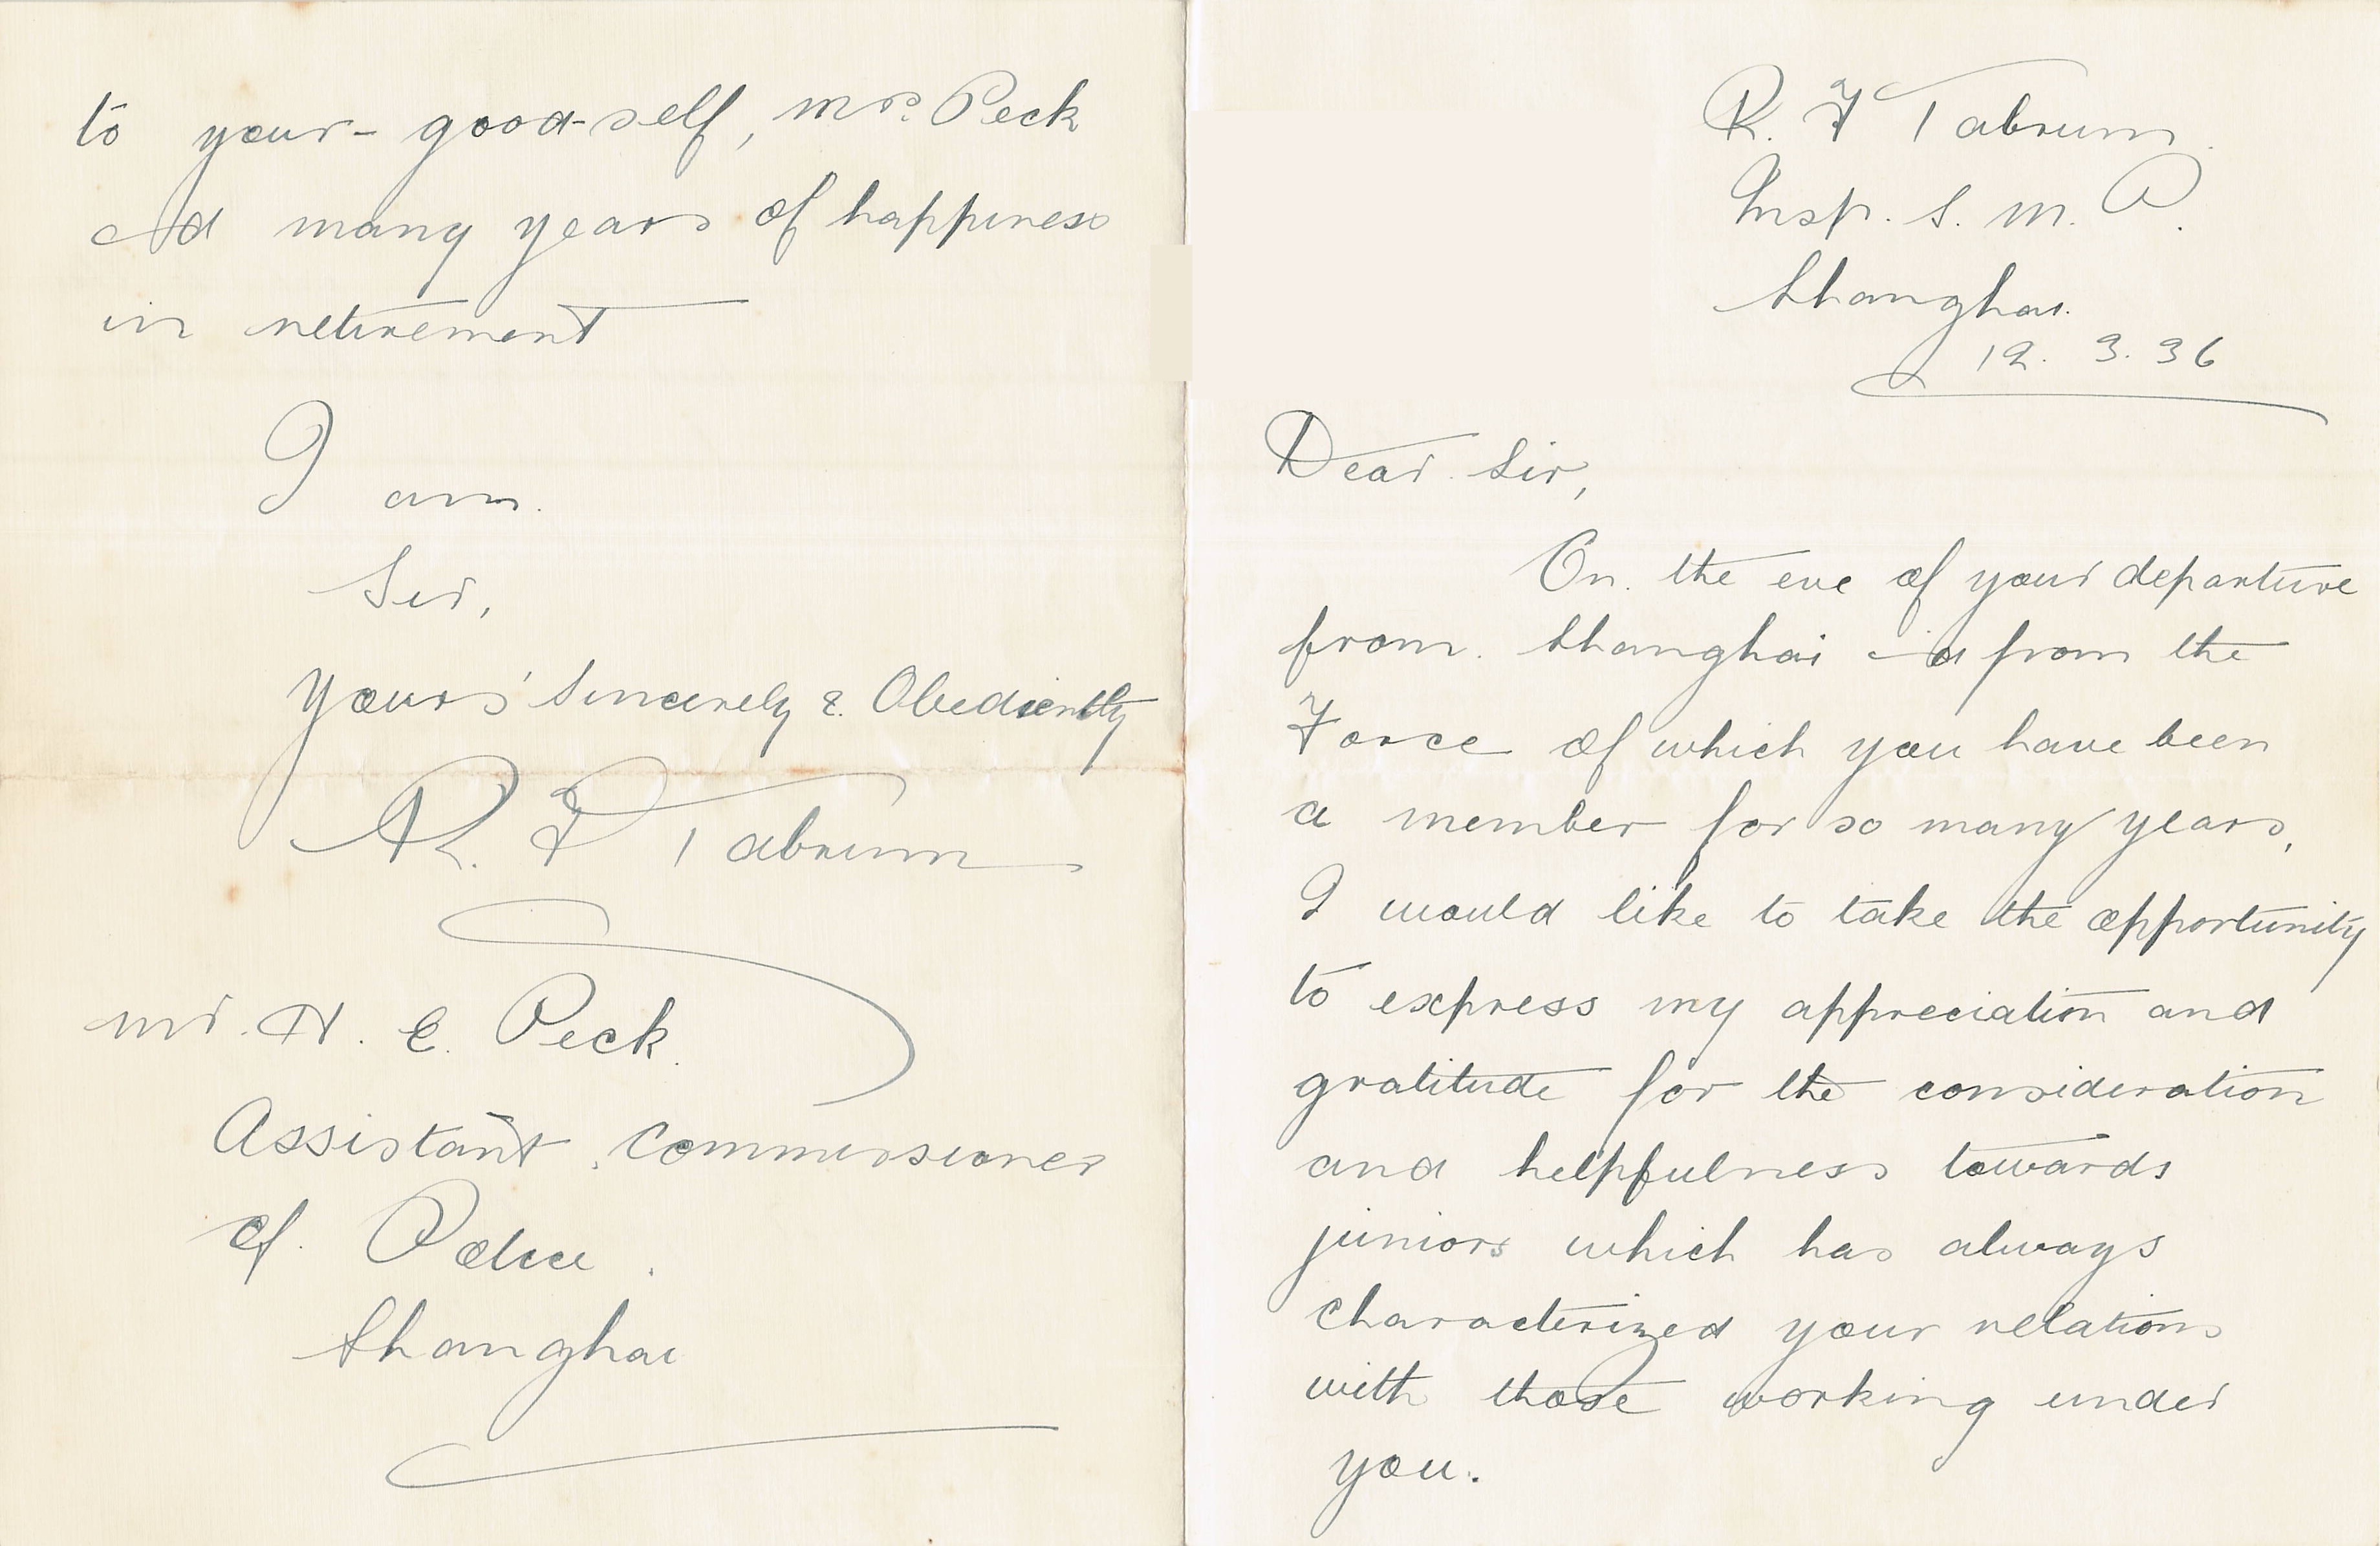 R. F Tabrum.
Insp. S. M. P.
Shanghai.
12. 3. 36
Dear Sir,
On the eve of your departure
from Shanghai and from the
Force of which you have been
a member for so many years,
I would like to take the opportunity
to express my appreciation and
gratitude for the consideration
and helpfulness towards
juniors which has always
characterized your relations
with those working under
you.
to your-good-self, Mrs. Peck
and many years of happiness
in retirement
I am.
Sir,
Yours' Sincerely & Obediently
R. F Tabrum
Mr. H. E. Peck.
Assistant Commissioner
of Police.
Shanghai